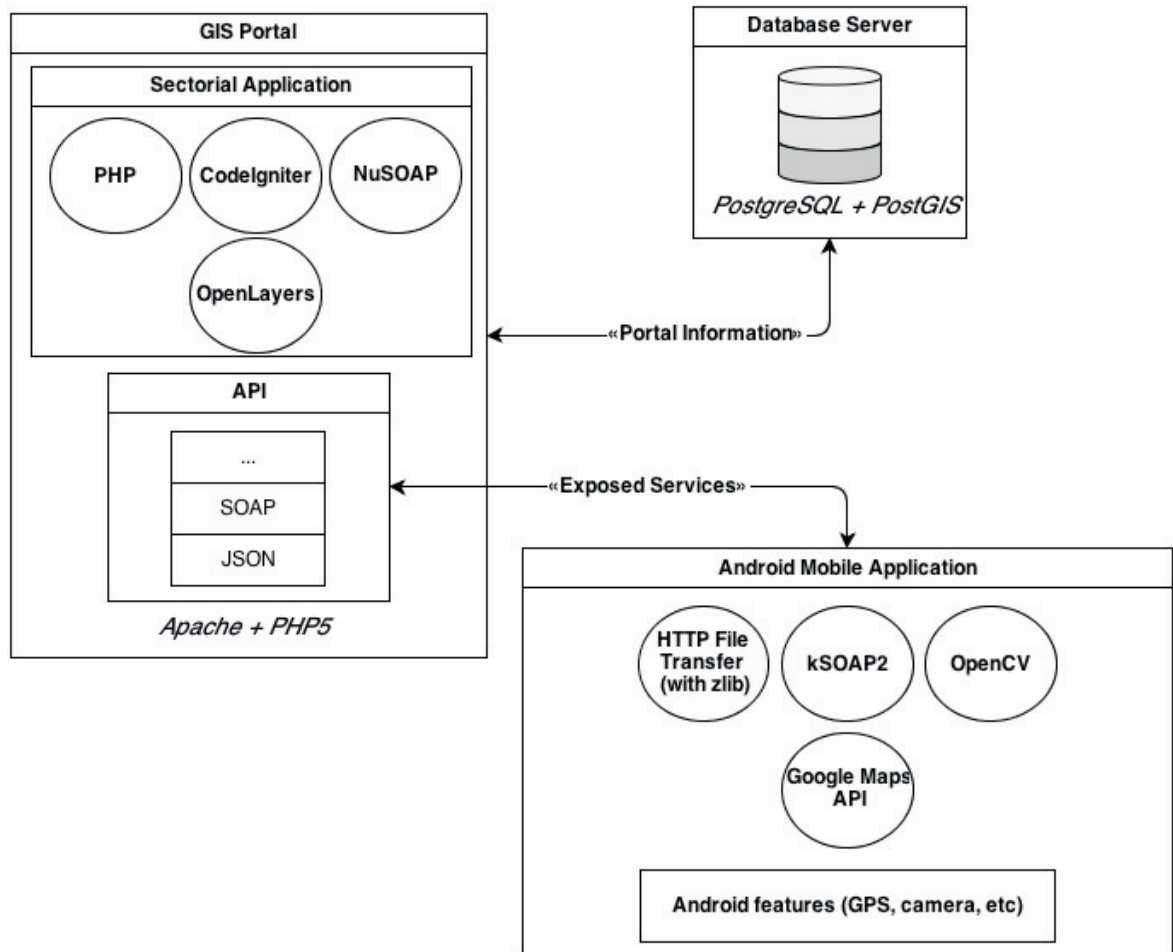 GIS Portal
Sectorial Application
PHP
CodeIgniter
NuSOAP
OpenLayers
API
...
SOAP
JSON
Apache + PHP5
Database Server
PostgreSQL + PostGIS
«Portal Information»
«Exposed Services»
Android Mobile Application
HTTP File
Transfer
(with zlib)
kSOAP2
OpenCV
Google Maps
API
Android features (GPS, camera, etc)